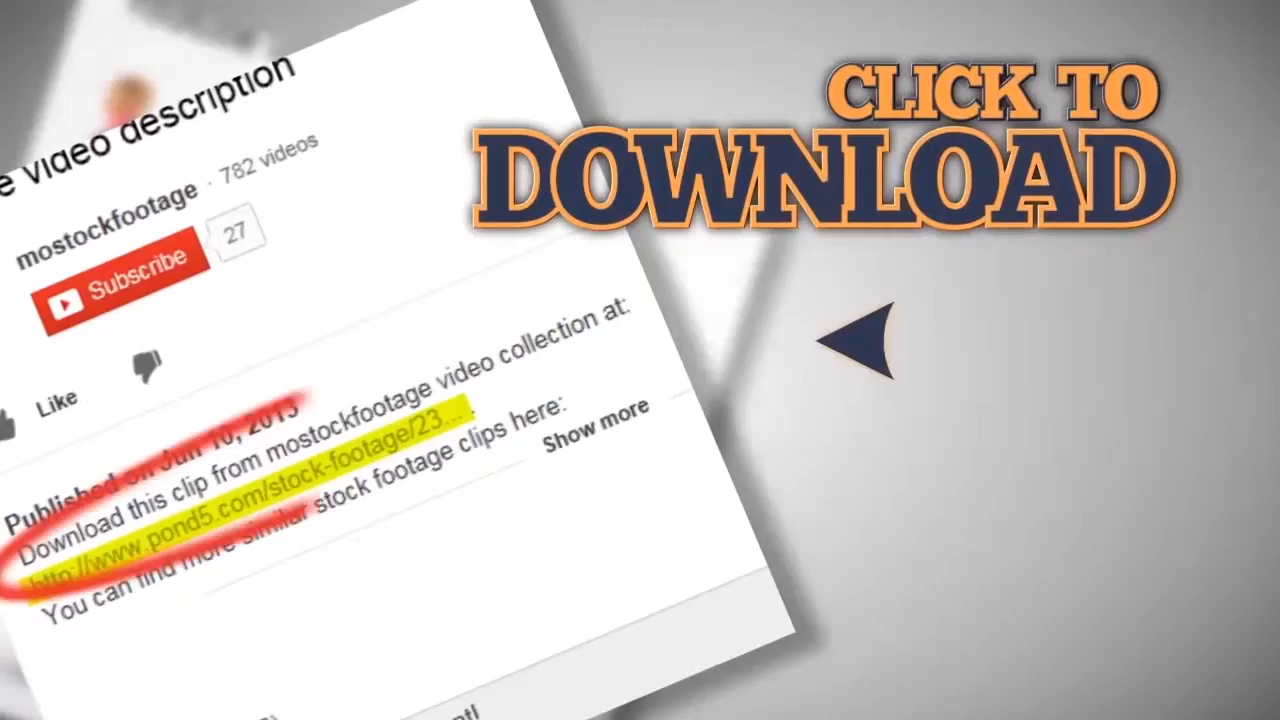 CLICK TO
DOWNLOAD
e video description
mostockfootage · 782 videos
Subscribe 27
Like
Published on Jun 10, 2013
Download this clip from mostockfootage video collection at:
http://www.pond5.com/stock-footage/23...
You can find more similar stock footage clips here:
Show more